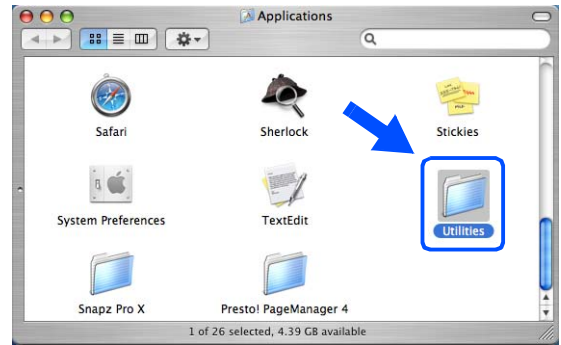 Applications
Safari
Sherlock
Stickies
System Preferences
TextEdit
Utilities
Snapz Pro X
Presto! PageManager 4
1 of 26 selected, 4.39 GB available